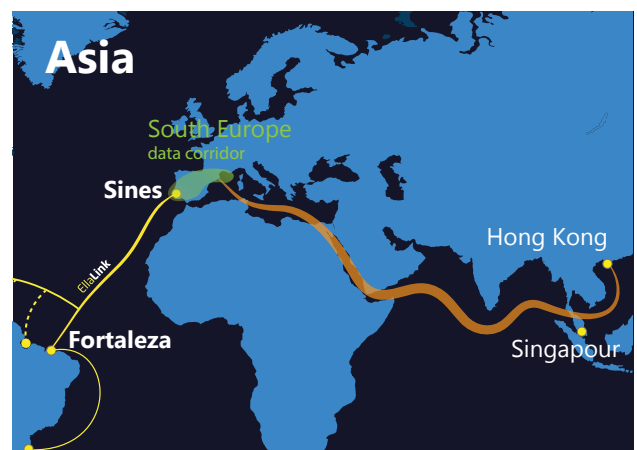 Asia
South Europe
data corridor
Sines
Hong Kong
EllaLink
Fortaleza
Singapour